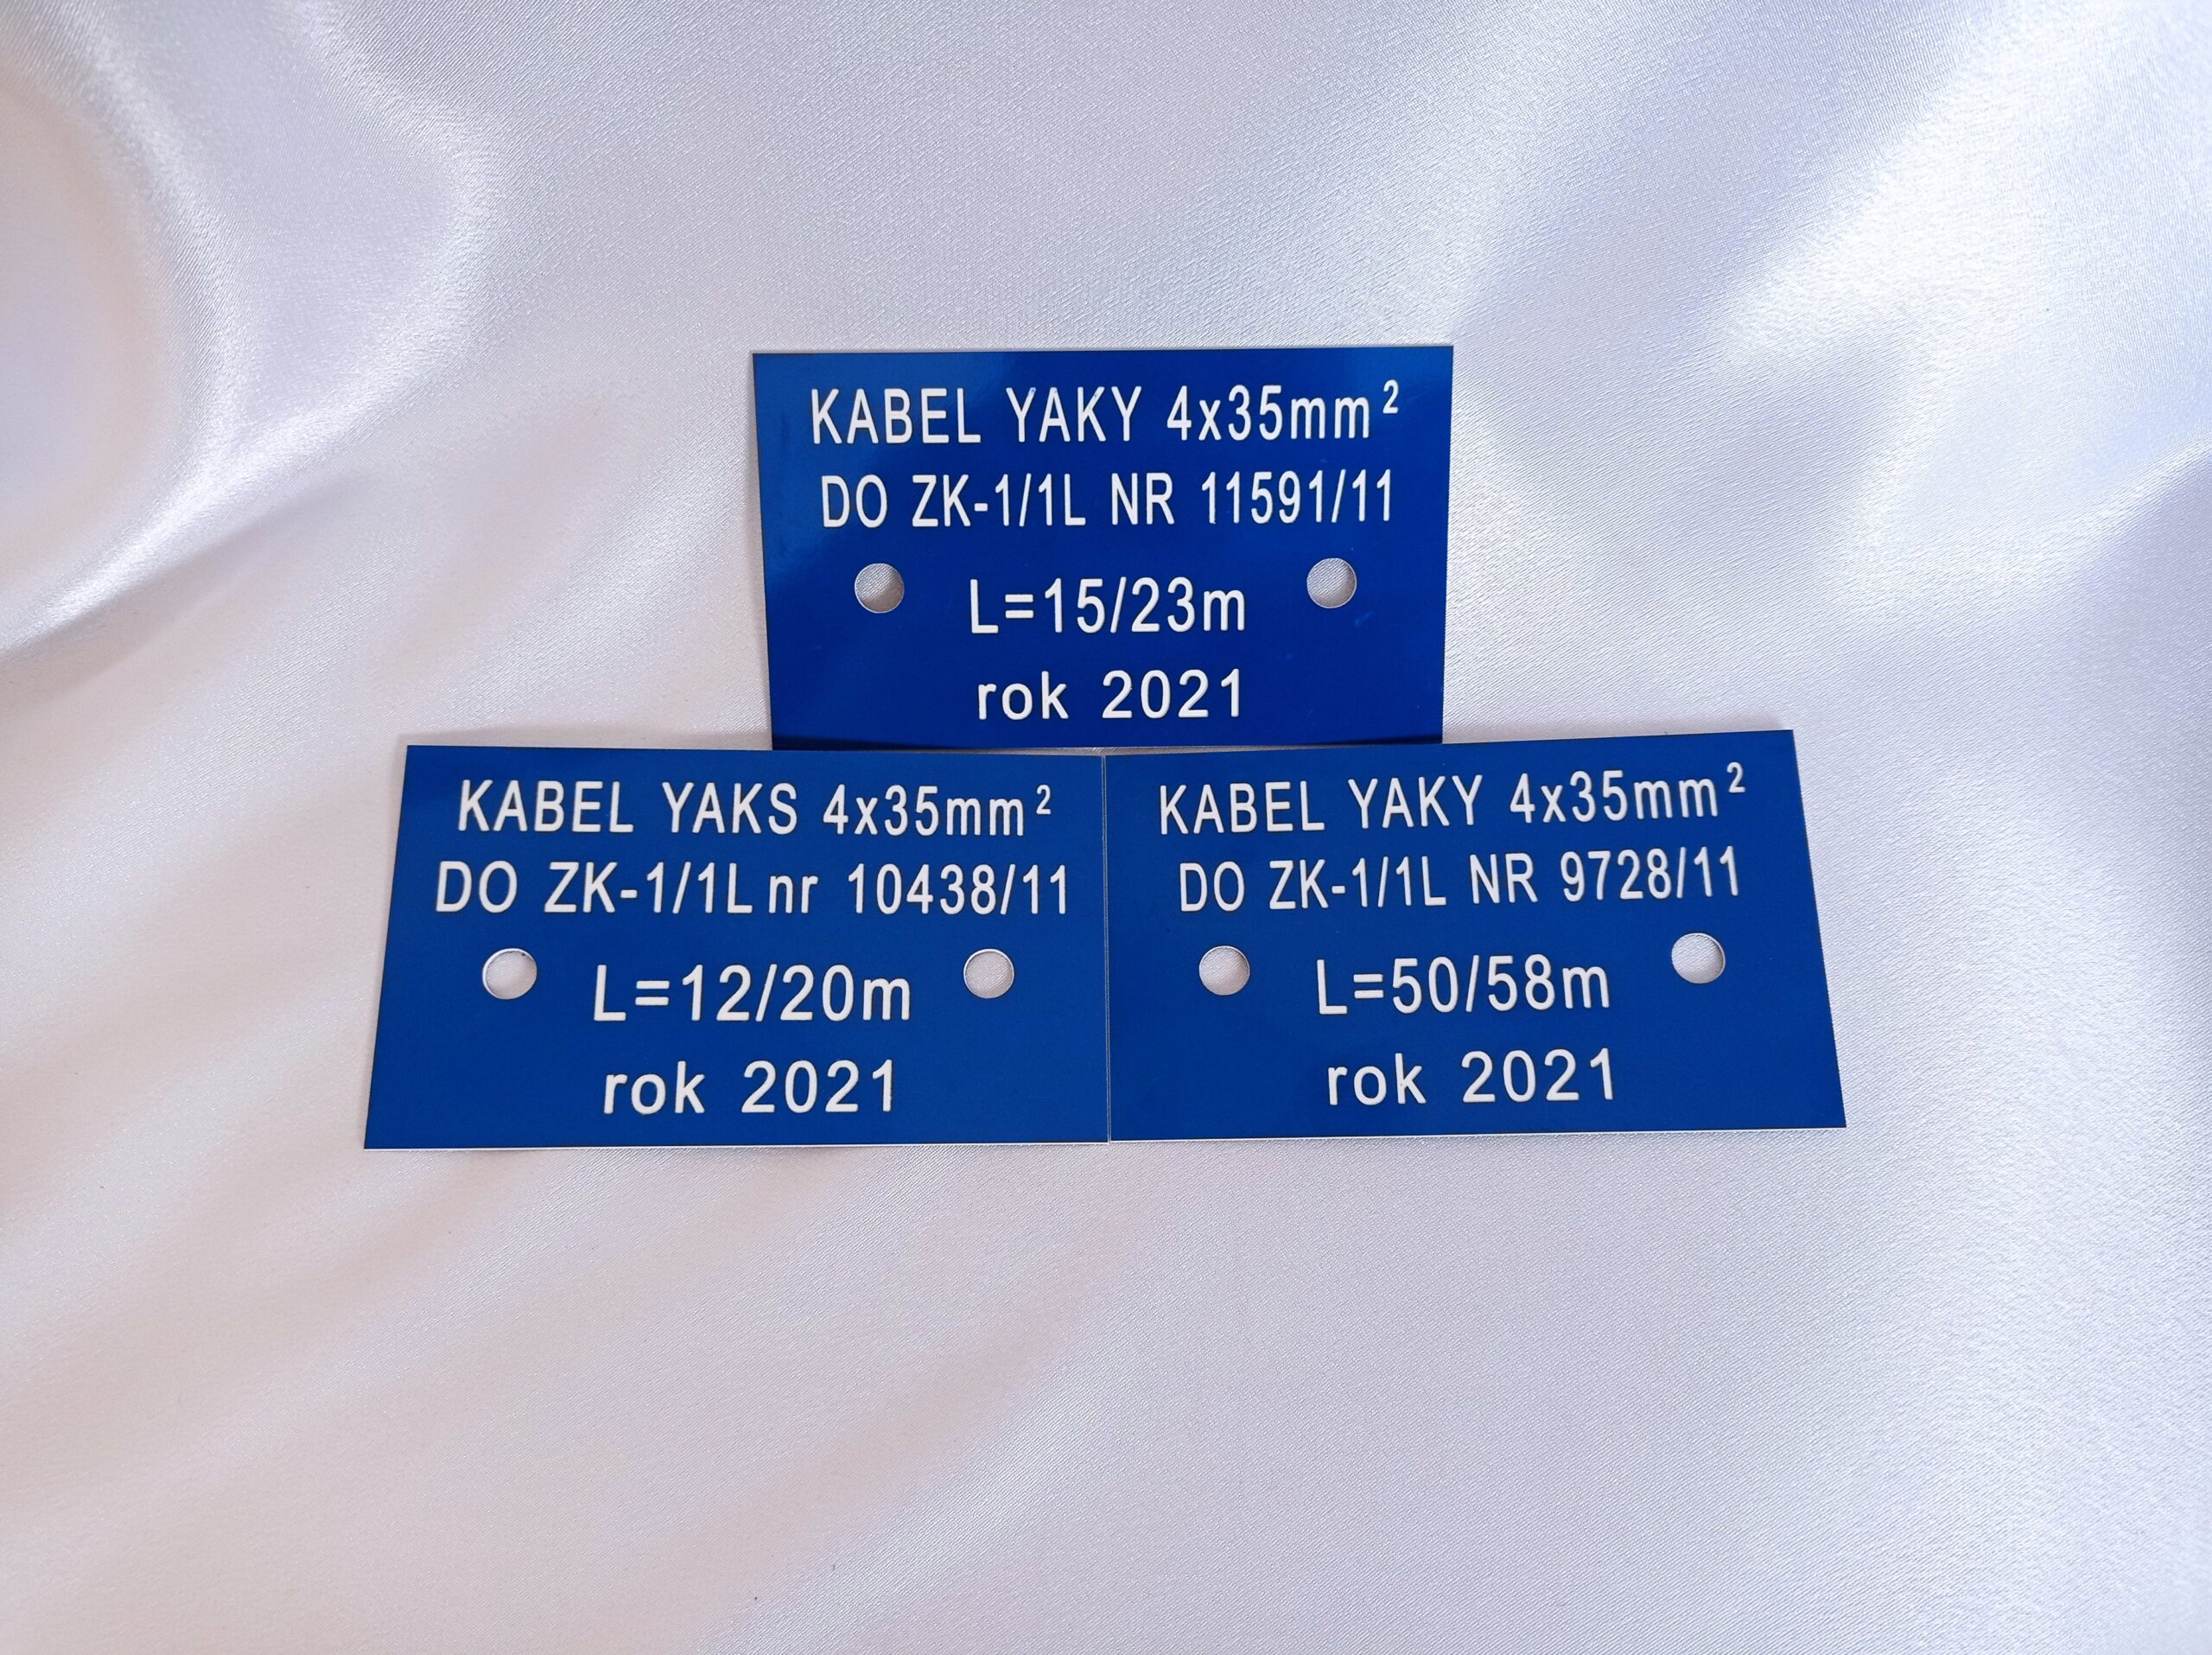 KABEL YAKY 4x35mm²
DO ZK-1/1L NR 11591/11
L=15/23m
rok 2021
KABEL YAKS 4x35mm²
DO ZK-1/1L nr 10438/11
L=12/20m
rok 2021
KABEL YAKY 4x35mm²
DO ZK-1/1L NR 9728/11
L=50/58m
rok 2021